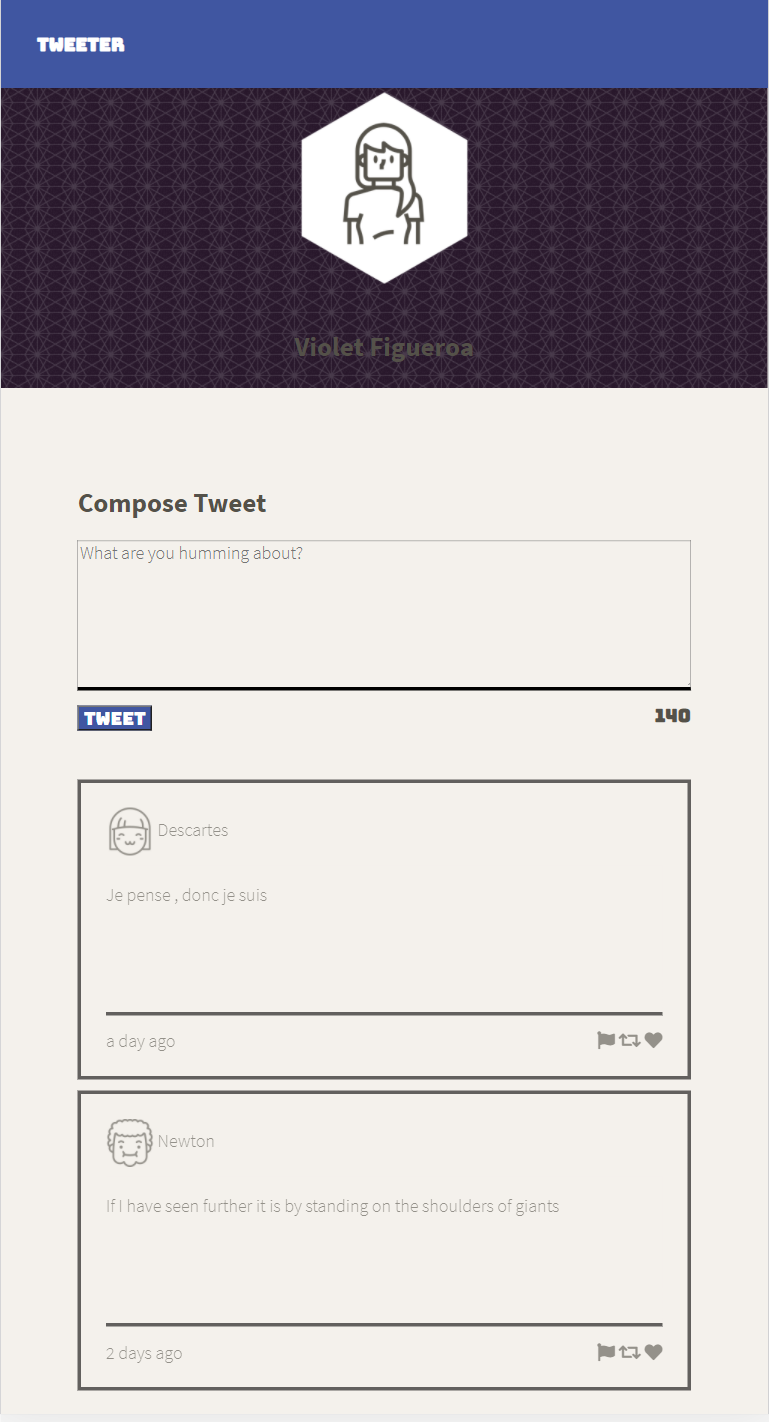 TWEETER
Violet Figueroa
Compose Tweet
What are you humming about?
TWEET 140
Descartes
Je pense , donc je suis
a day ago
Newton
If I have seen further it is by standing on the shoulders of giants
2 days ago